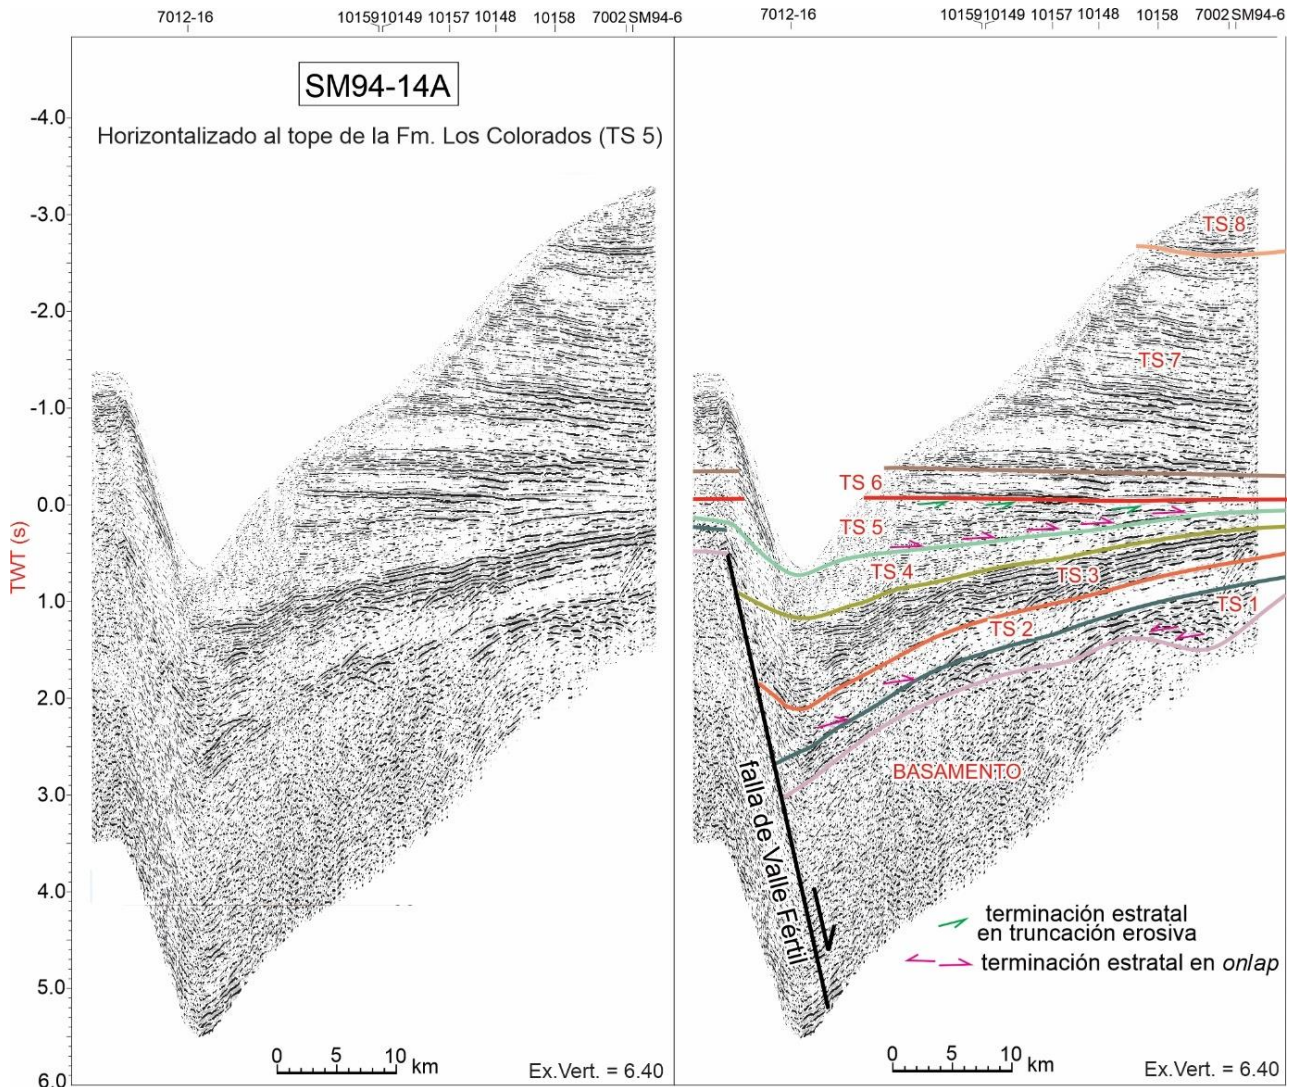 7012-16 10159 10149 10157 10148 10158 7002 SM94-6
7012-16 10159 10149 10157 10148 10158 7002 SM94-6
SM94-14A
Horizontalizado al tope de la Fm. Los Colorados (TS 5)
TWT (s)
-4.0
-3.0
-2.0
-1.0
0.0
1.0
2.0
3.0
4.0
5.0
6.0
0 5 10 km
Ex.Vert. = 6.40
TS 8
TS 7
TS 6
TS 5
TS 4
TS 3
TS 2
TS 1
BASAMENTO
falla de Valle Fértil
terminación estratal
en truncación erosiva
terminación estratal en onlap
0 5 10 km
Ex.Vert. = 6.40